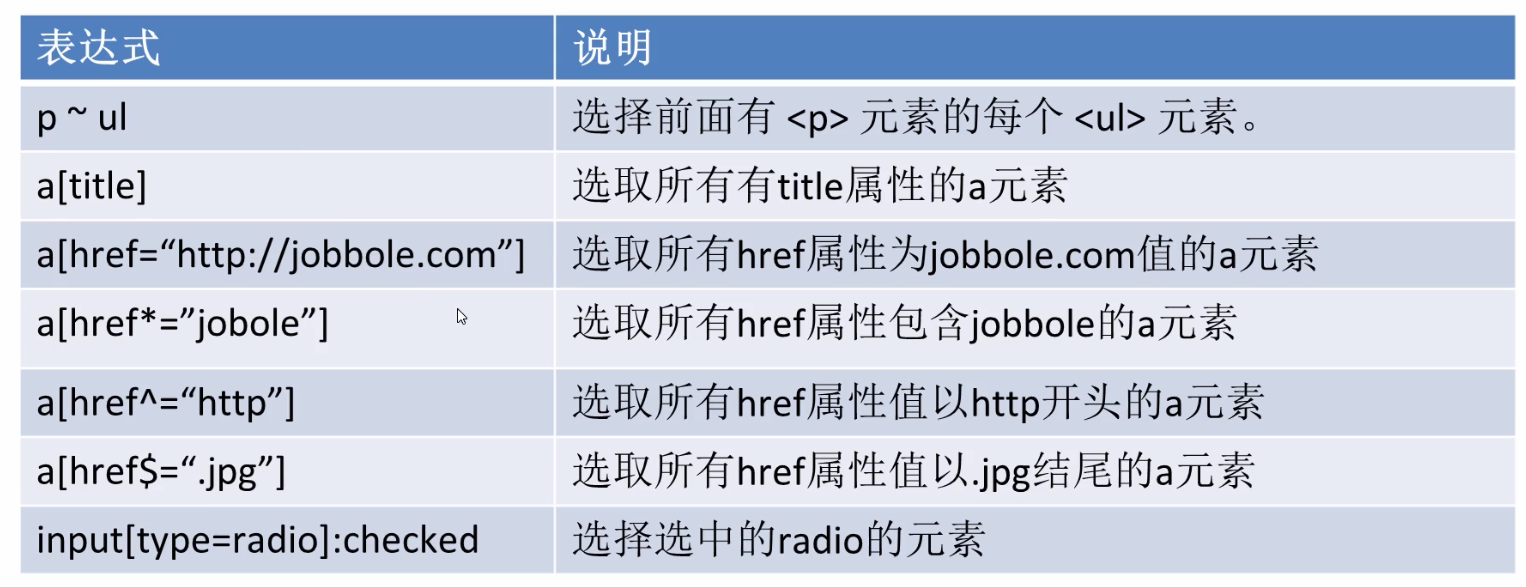 表达式 说明
p ~ ul 选择前面有 <p> 元素的每个 <ul> 元素。
a[title] 选取所有有title属性的a元素
a[href=“http://jobbole.com”] 选取所有href属性为jobbole.com值的a元素
a[href*=”jobole”] 选取所有href属性包含jobbole的a元素
a[href^=“http”] 选取所有href属性值以http开头的a元素
a[href$=“.jpg”] 选取所有href属性值以.jpg结尾的a元素
input[type=radio]:checked 选择选中的radio的元素